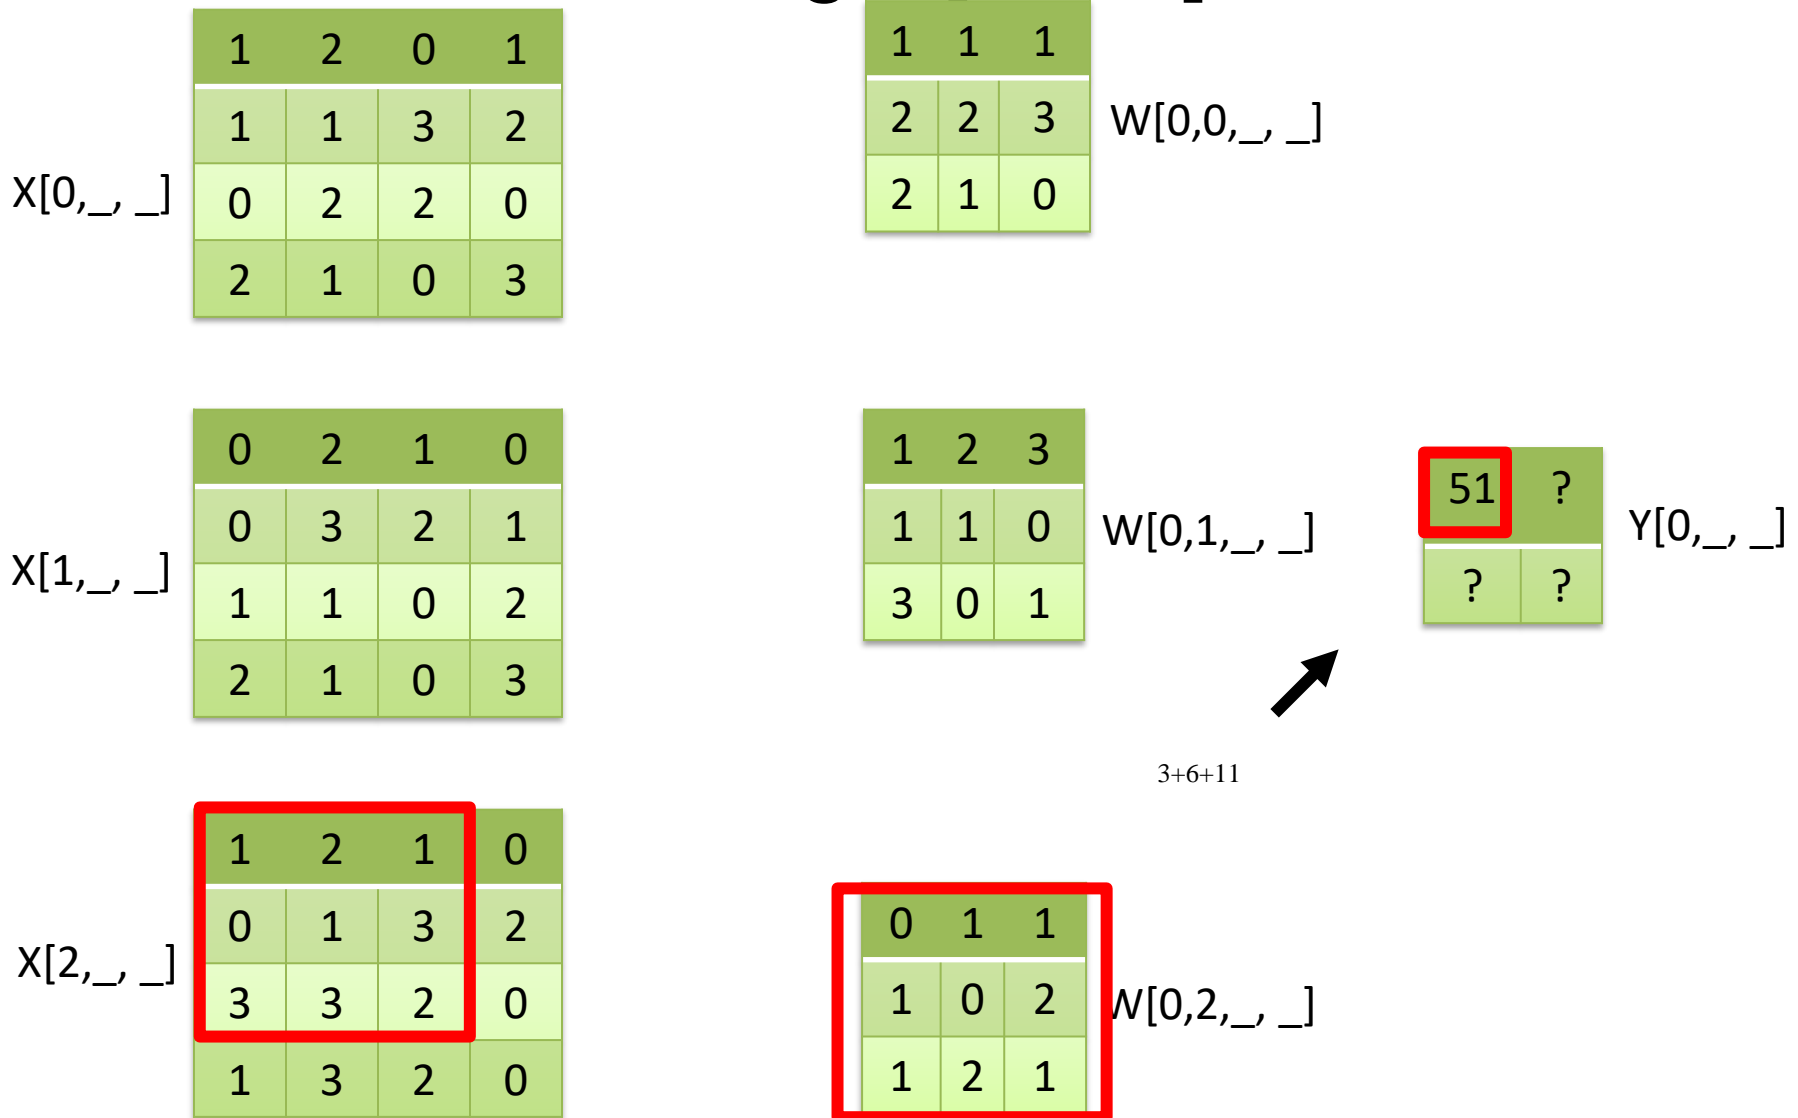 1 2 0 1
1 1 3 2
X[0,_, _]
0 2 2 0
2 1 0 3
1 1 1
2 2 3
W[0,0,_, _]
2 1 0
0 2 1 0
0 3 2 1
X[1,_, _]
1 1 0 2
2 1 0 3
1 2 3
1 1 0
W[0,1,_, _]
3 0 1
51 ?
Y[0,_, _]
? ?
3+6+11
1 2 1 0
0 1 3 2
X[2,_, _]
3 3 2 0
1 3 2 0
0 1 1
1 0 2
W[0,2,_, _]
1 2 1